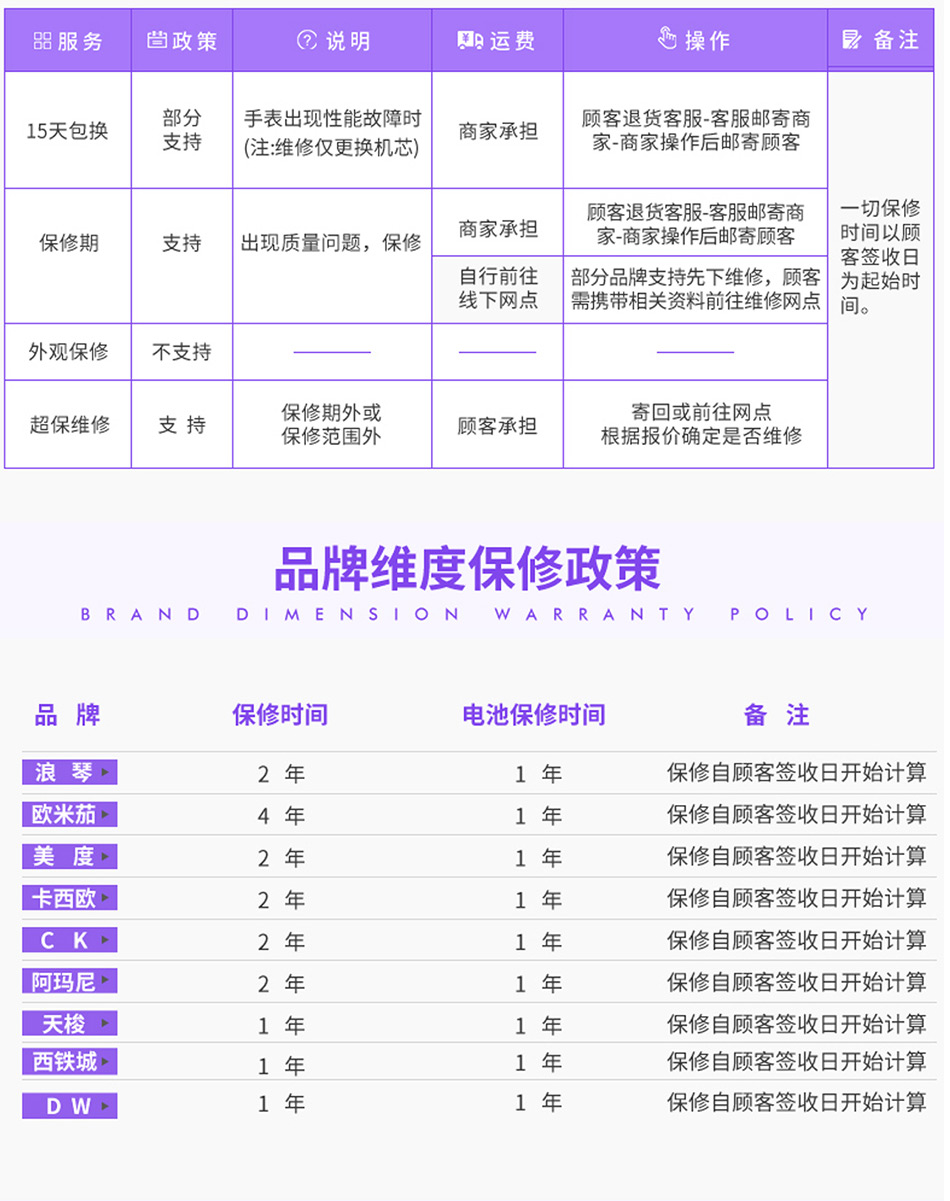 服务 政策 说明 运费 操作 备注
15天包换
部分
支持
手表出现性能故障时
(注:维修仅更换机芯)
商家承担
顾客退货客服-客服邮寄商
家-商家操作后邮寄顾客
一切保修
时间以顾
客签收日
为起始时
间。
保修期
支持
出现质量问题，保修
商家承担
顾客退货客服-客服邮寄商
家-商家操作后邮寄顾客
自行前往
线下网点
部分品牌支持先下维修，顾客
需携带相关资料前往维修网点
外观保修
不支持
超保维修
支 持
保修期外或
保修范围外
顾客承担
寄回或前往网点
根据报价确定是否维修
品牌维度保修政策
BRAND DIMENSION WARRANTY POLICY
品 牌 保修时间 电池保修时间 备 注
浪 琴 2 年 1 年 保修自顾客签收日开始计算
欧米茄 4 年 1 年 保修自顾客签收日开始计算
美 度 2 年 1 年 保修自顾客签收日开始计算
卡西欧 2 年 1 年 保修自顾客签收日开始计算
C K 2 年 1 年 保修自顾客签收日开始计算
阿玛尼 2 年 1 年 保修自顾客签收日开始计算
天梭 1 年 1 年 保修自顾客签收日开始计算
西铁城 1 年 1 年 保修自顾客签收日开始计算
D W 1 年 1 年 保修自顾客签收日开始计算